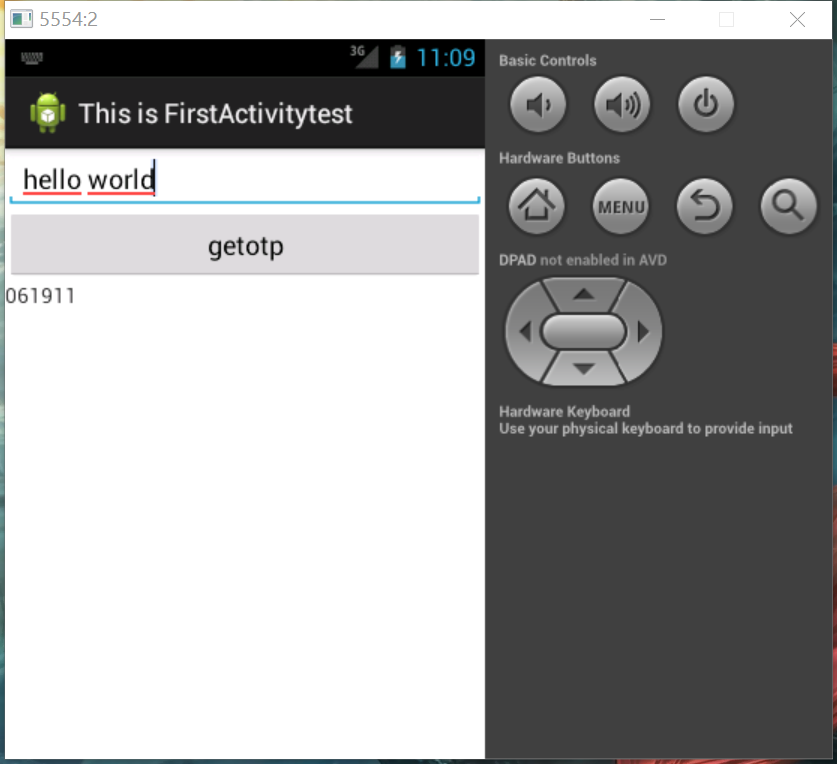 5554:2
3G 11:09
This is FirstActivitytest
hello world
getotp
061911
Basic Controls
Hardware Buttons
MENU
DPAD not enabled in AVD
Hardware Keyboard
Use your physical keyboard to provide input